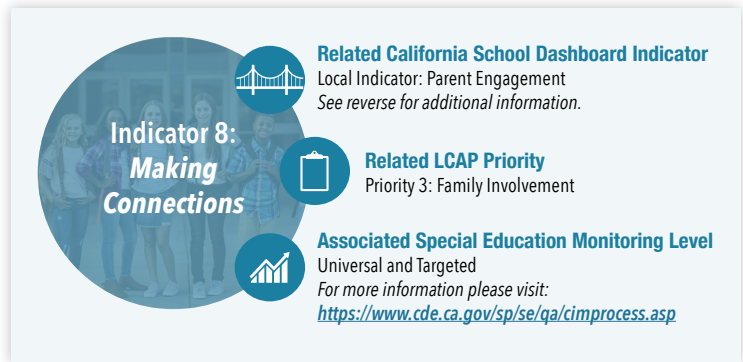 Indicator 8:
Making
Connections
Related California School Dashboard Indicator
Local Indicator: Parent Engagement
See reverse for additional information.
Related LCAP Priority
Priority 3: Family Involvement
Associated Special Education Monitoring Level
Universal and Targeted
For more information please visit:
https://www.cde.ca.gov/sp/se/qa/cimprocess.asp